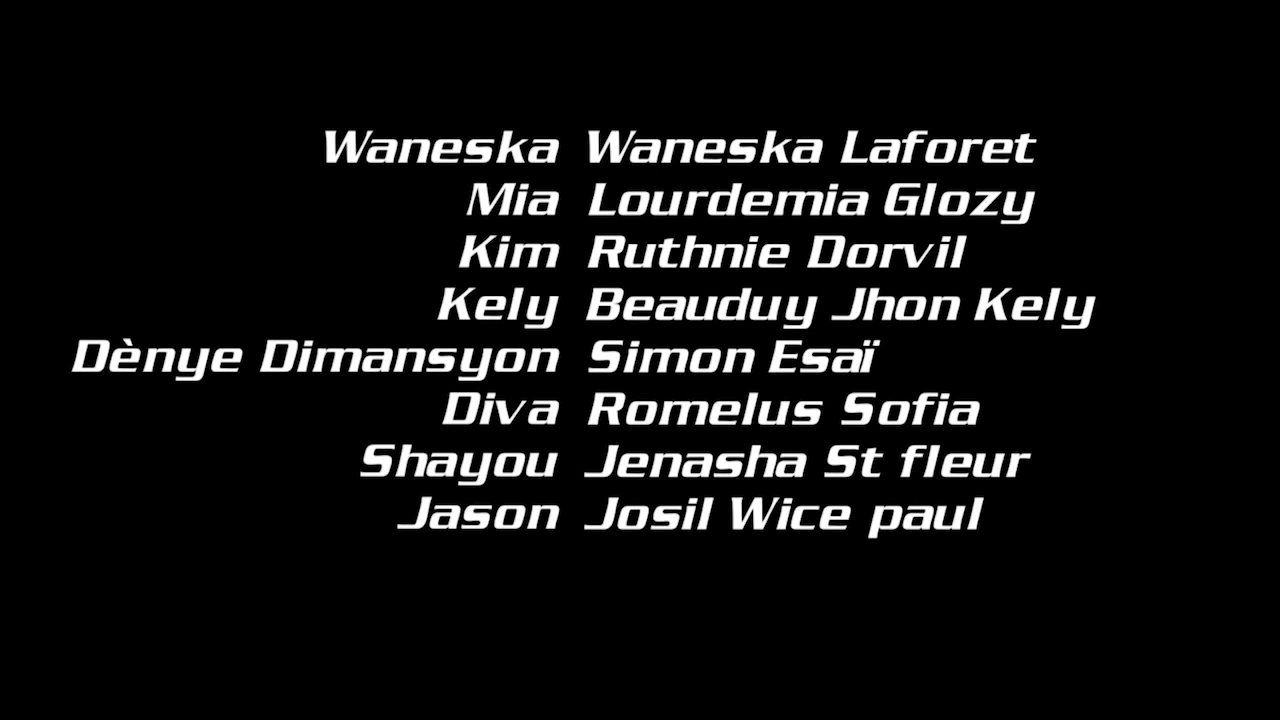 Waneska Waneska Laforet
Mia Lourdemia Glozy
Kim Ruthnie Dorvil
Kely Beauduy Jhon Kely
Dènye Dimansyon Simon Esaï
Diva Romelus Sofia
Shayou Jenasha St fleur
Jason Josil Wice paul